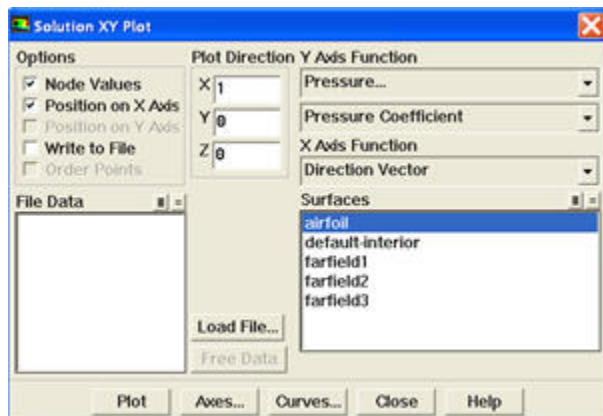 Solution XY Plot
Options
Node Values
Position on X Axis
Position on Y Axis
Write to File
Order Points
Plot Direction
X 1
Y 0
Z 0
Y Axis Function
Pressure...
Pressure Coefficient
X Axis Function
Direction Vector
File Data
Surfaces
airfoil
default-interior
farfield1
farfield2
farfield3
Load File...
Free Data
Plot
Axes...
Curves...
Close
Help